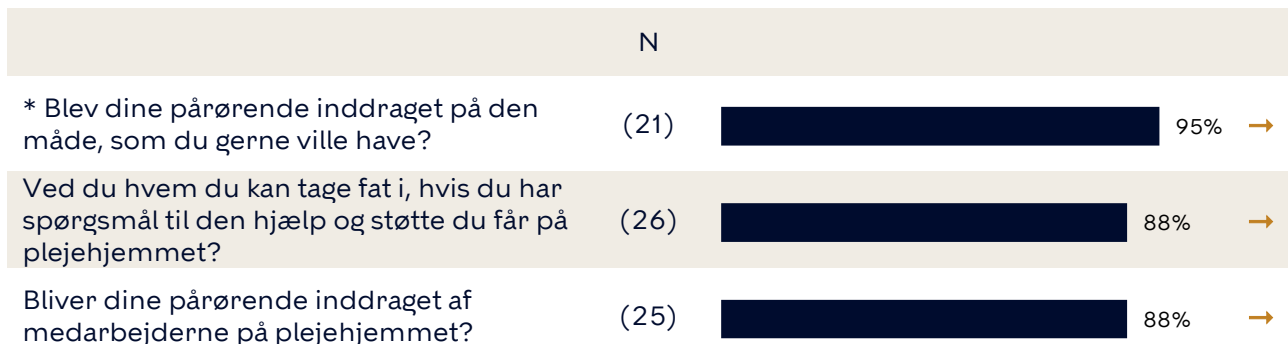 N
* Blev dine pårørende inddraget på den
måde, som du gerne ville have?
(21)
95% →
Ved du hvem du kan tage fat i, hvis du har
spørgsmål til den hjælp og støtte du får på
plejehjemmet?
(26)
88% →
Bliver dine pårørende inddraget af
medarbejderne på plejehjemmet?
(25)
88% →